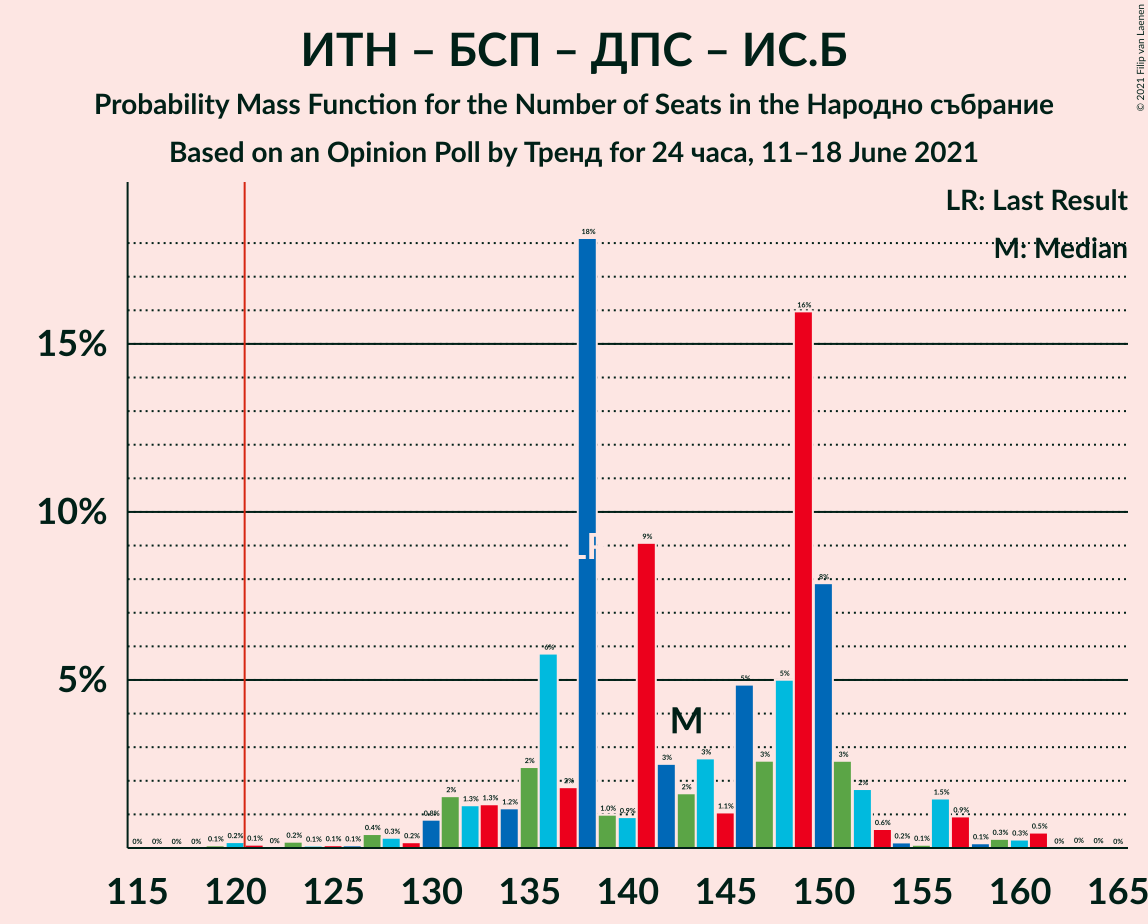 ИТН – БСП – ДПС – ИС.Б
Probability Mass Function for the Number of Seats in the Народно събрание
Based on an Opinion Poll by Тренд for 24 часа, 11–18 June 2021
© 2021 Filip van Laenen
LR: Last Result
M: Median
15%
10%
5%
0% 0% 0% 0% 0.1% 0.2% 0.1% 0% 0.2% 0.1% 0.1% 0.1% 0.4% 0.3% 0.2% 0.8% 2% 1.3% 1.3% 1.2% 2% 6% 2% 18% 1.0% 0.9% 9% 3% 2% 3% 1.1% 5% 3% 5% 16% 8% 3% 2% 0.6% 0.2% 0.1% 1.5% 0.9% 0.1% 0.3% 0.3% 0.5% 0% 0% 0% 0%
LR
M
115 120 125 130 135 140 145 150 155 160 165